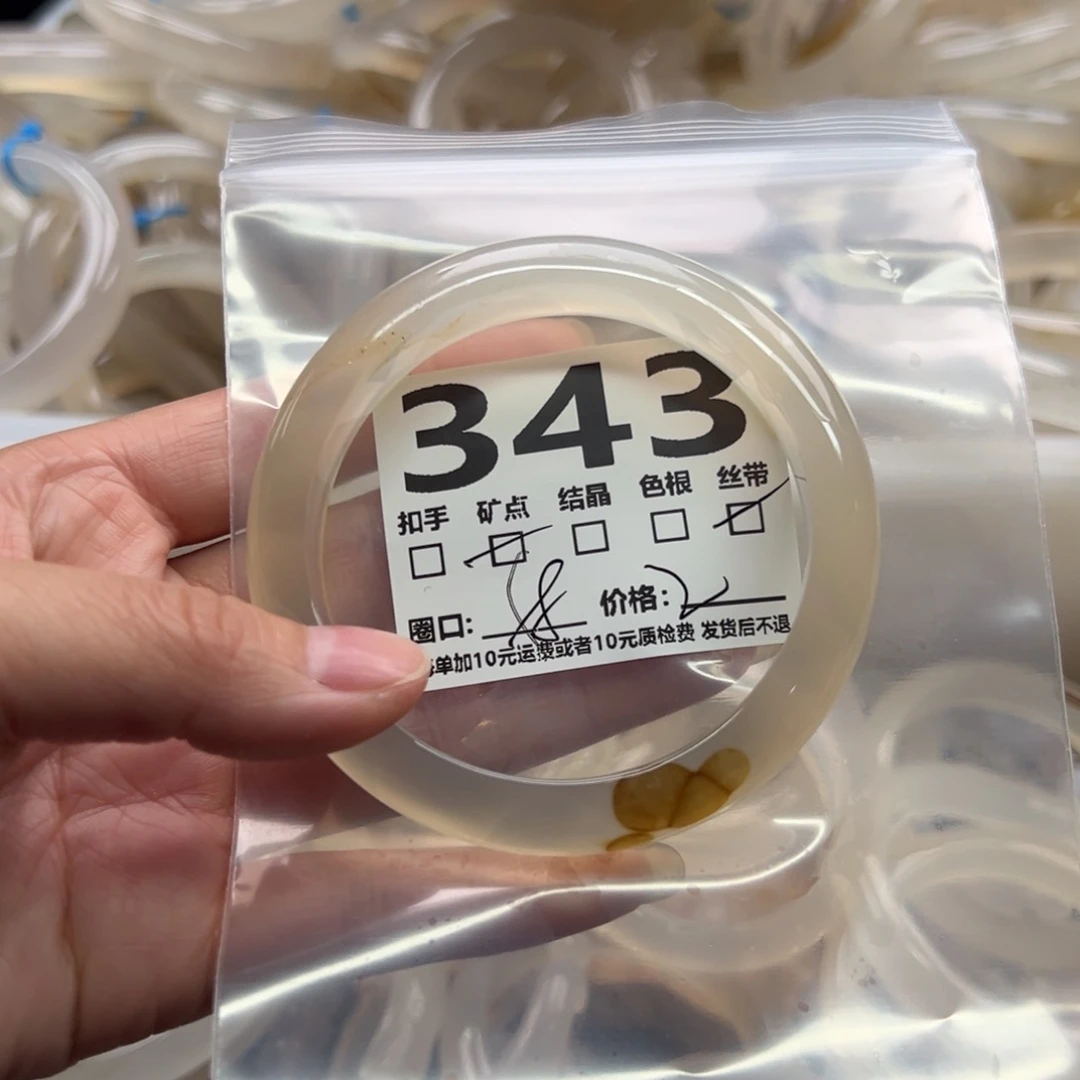 343
扣手 矿点 结晶 色根 丝带
圈口: 价格:
单加10元运费或者10元质检费 发货后不退